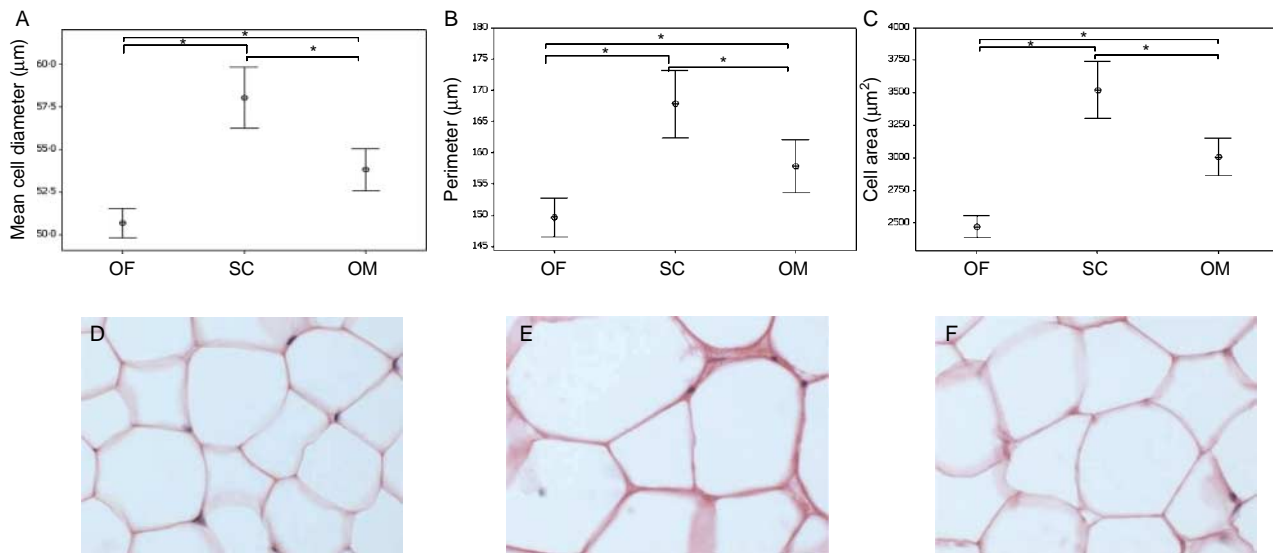 A
Mean cell diameter (μm)
60·0
57·5
55·0
52·5
50·0
*
*
*
OF SC OM
B
Perimeter (μm)
180
175
170
165
160
155
150
145
*
*
*
OF SC OM
C
Cell area (μm²)
4000
3750
3500
3250
3000
2750
2500
*
*
*
OF SC OM
D
E
F